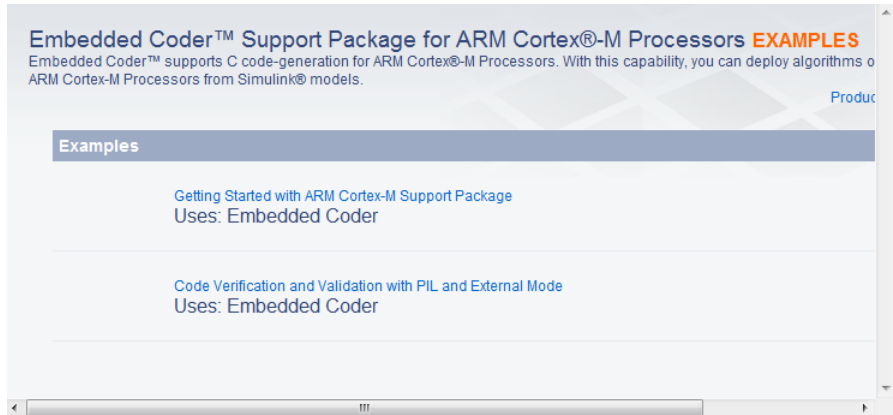 Embedded Coder™ Support Package for ARM Cortex®-M Processors EXAMPLES
Embedded Coder™ supports C code-generation for ARM Cortex®-M Processors. With this capability, you can deploy algorithms o
ARM Cortex-M Processors from Simulink® models.
Produc
Examples
Getting Started with ARM Cortex-M Support Package
Uses: Embedded Coder
Code Verification and Validation with PIL and External Mode
Uses: Embedded Coder